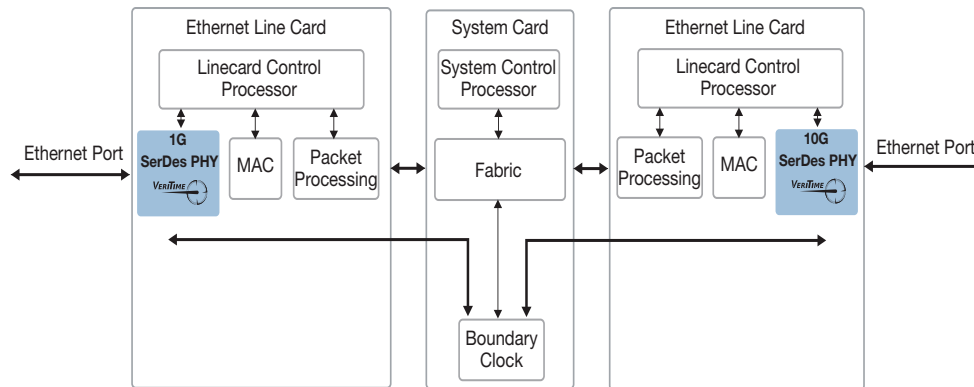 Ethernet Line Card
System Card
Ethernet Line Card
Linecard Control
Processor
System Control
Processor
Linecard Control
Processor
Ethernet Port
1G
SerDes PHY
VERITIME
MAC
Packet
Processing
Fabric
Packet
Processing
MAC
10G
SerDes PHY
VERITIME
Ethernet Port
Boundary
Clock